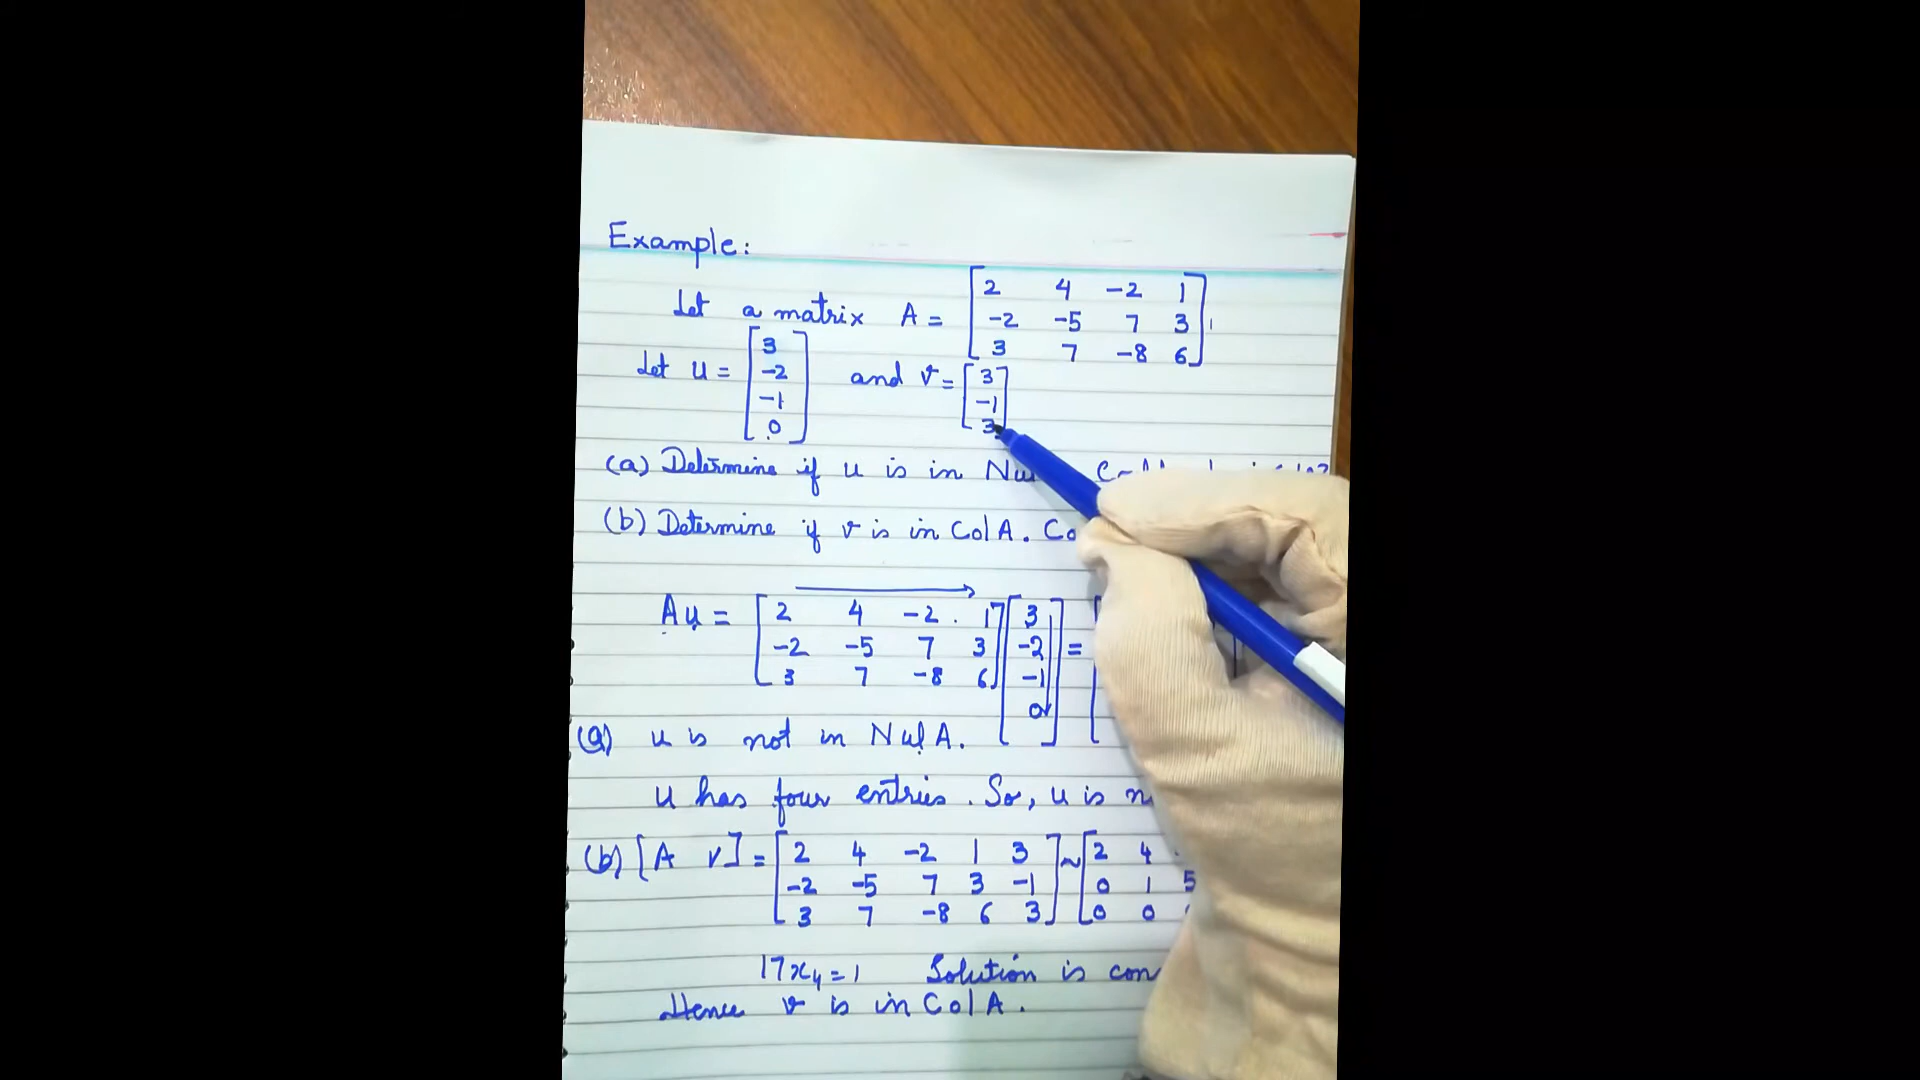 Example:
Let a matrix A = [2 4 -2 1
-2 -5 7 3
3 7 -8 6],
Let u = [3
-2
-1
0] and v = [3
-1
3]
(a) Determine if u is in
(b) Determine if v is in Col A.
Au = [2 4 -2 1
-2 -5 7 3
3 7 -8 6] [3
-2
-1
0] =
(a) u is not in Nul A.
u has four entries. So, u is
(b) [A v] = [2 4 -2 1 3
-2 -5 7 3 -1
3 7 -8 6 3] ~ [2 4
0 1 5
0 0
17x₄ = 1 Solution is
Hence v is in Col A.